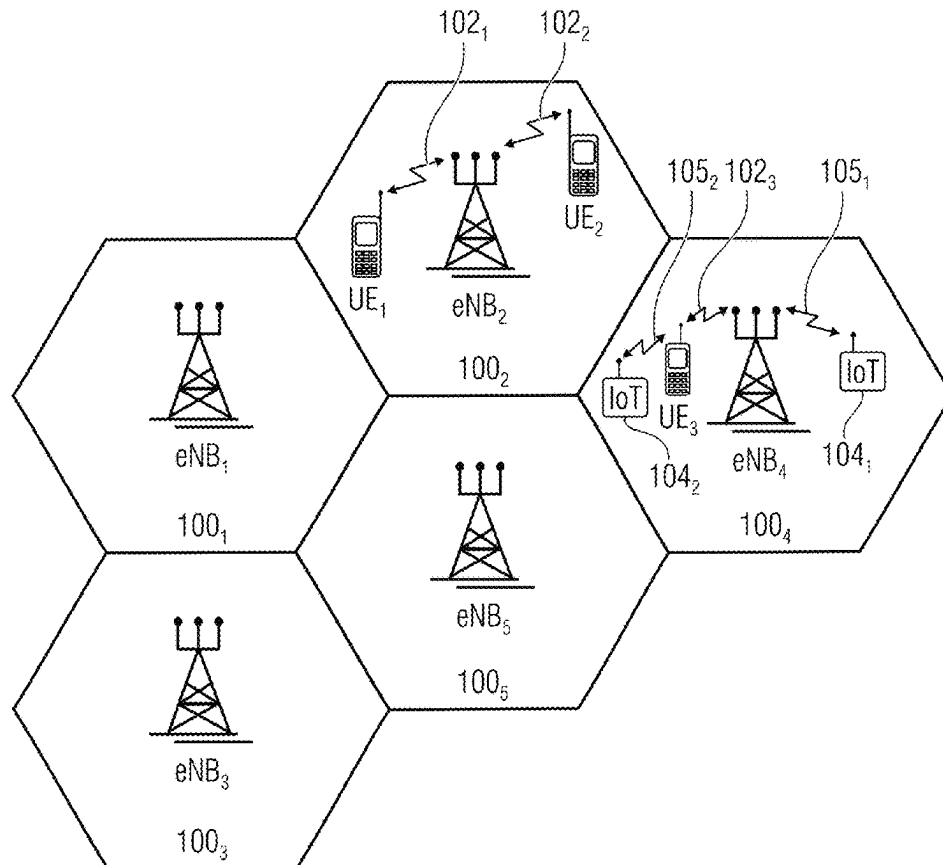 102₁ 102₂
105₂ 102₃ 105₁
UE₁ eNB₂ UE₂
100₂
IoT UE₃ eNB₄ IoT
104₂ 104₁
100₄
eNB₁
100₁
eNB₅
100₅
eNB₃
100₃